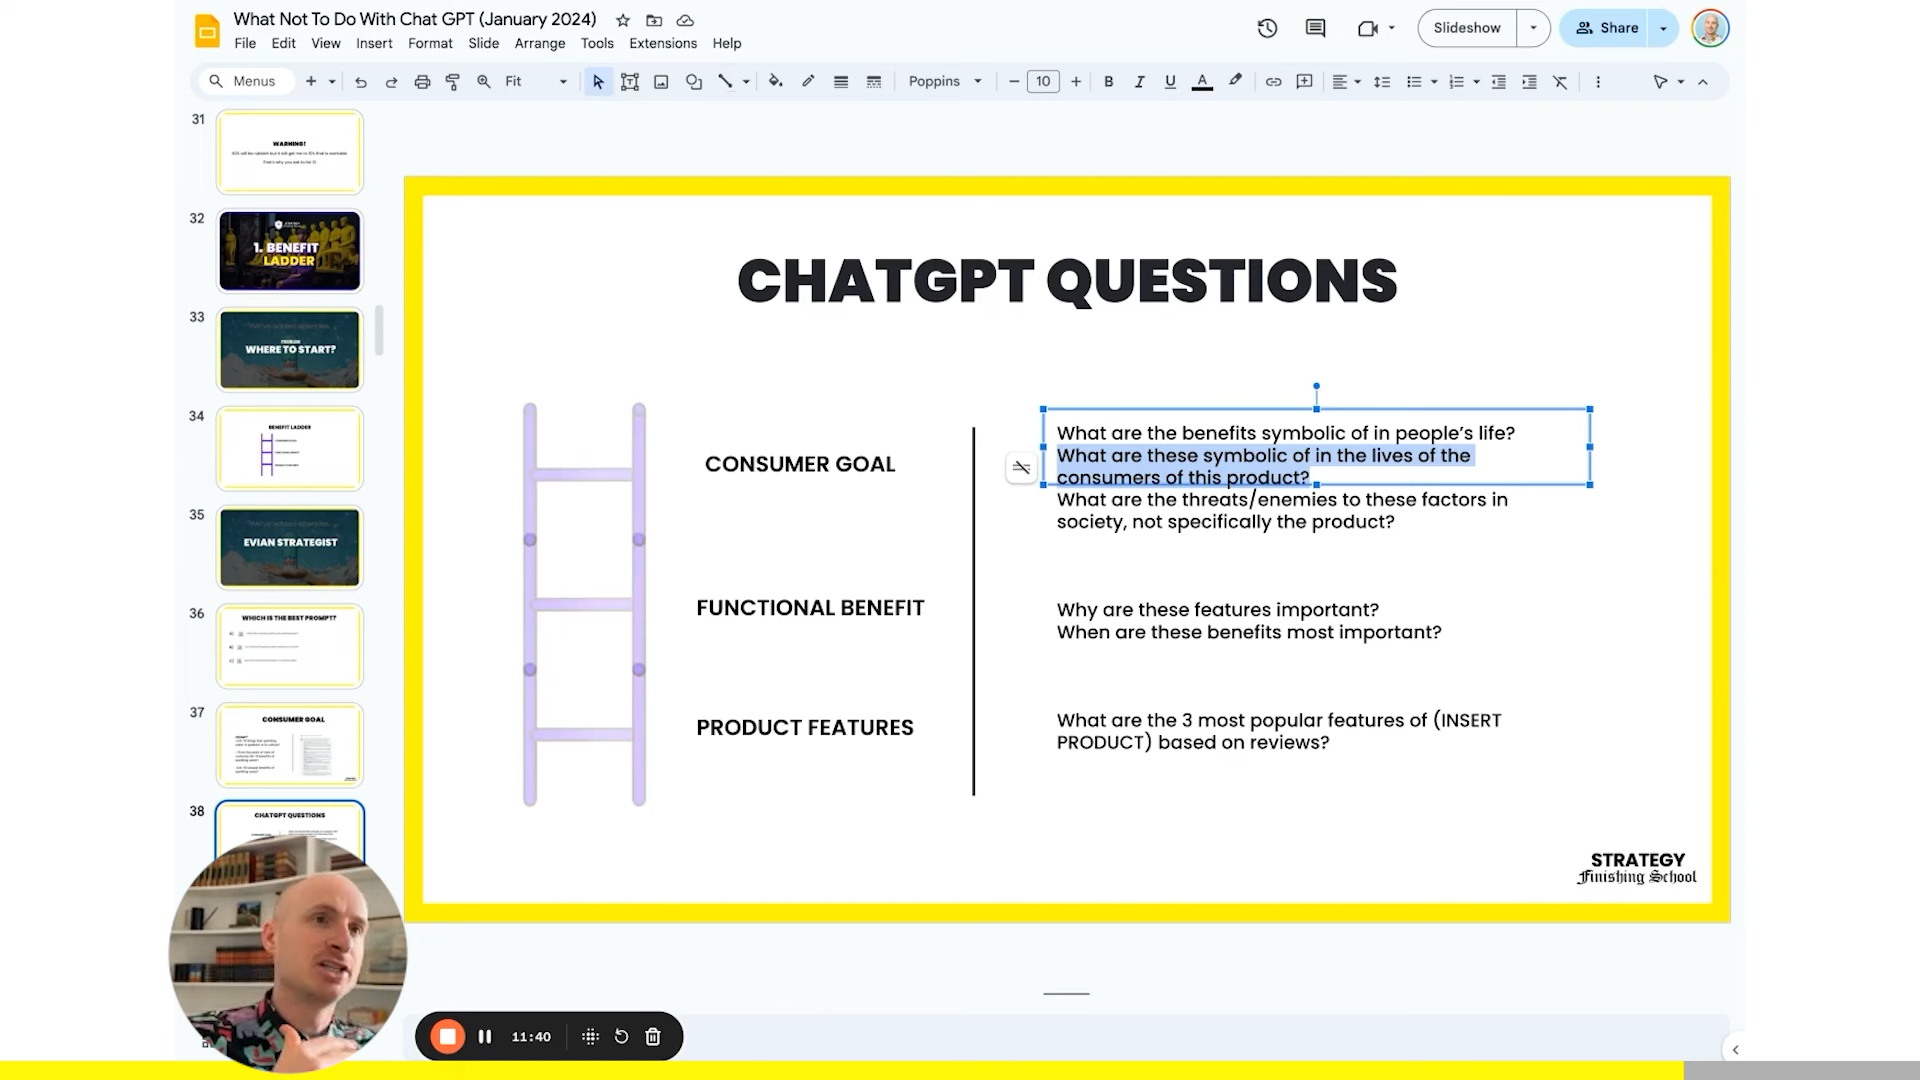 What Not To Do With Chat GPT (January 2024)
File Edit View Insert Format Slide Arrange Tools Extensions Help
Slideshow
Share
Menus
Fit
Poppins
10
B I U A
31
WARNING!
32
1. BENEFIT
LADDER
33
WHERE TO START?
34
BENEFIT LADDER
35
EVIAN STRATEGIST
36
WHICH IS THE BEST PROMPT?
37
CONSUMER GOAL
38
CHATGPT QUESTIONS
CHATGPT QUESTIONS
CONSUMER GOAL
What are the benefits symbolic of in people's life?
What are these symbolic of in the lives of the
consumers of this product?
What are the threats/enemies to these factors in
society, not specifically the product?
FUNCTIONAL BENEFIT
Why are these features important?
When are these benefits most important?
PRODUCT FEATURES
What are the 3 most popular features of (INSERT
PRODUCT) based on reviews?
STRATEGY
Finishing School
11:40